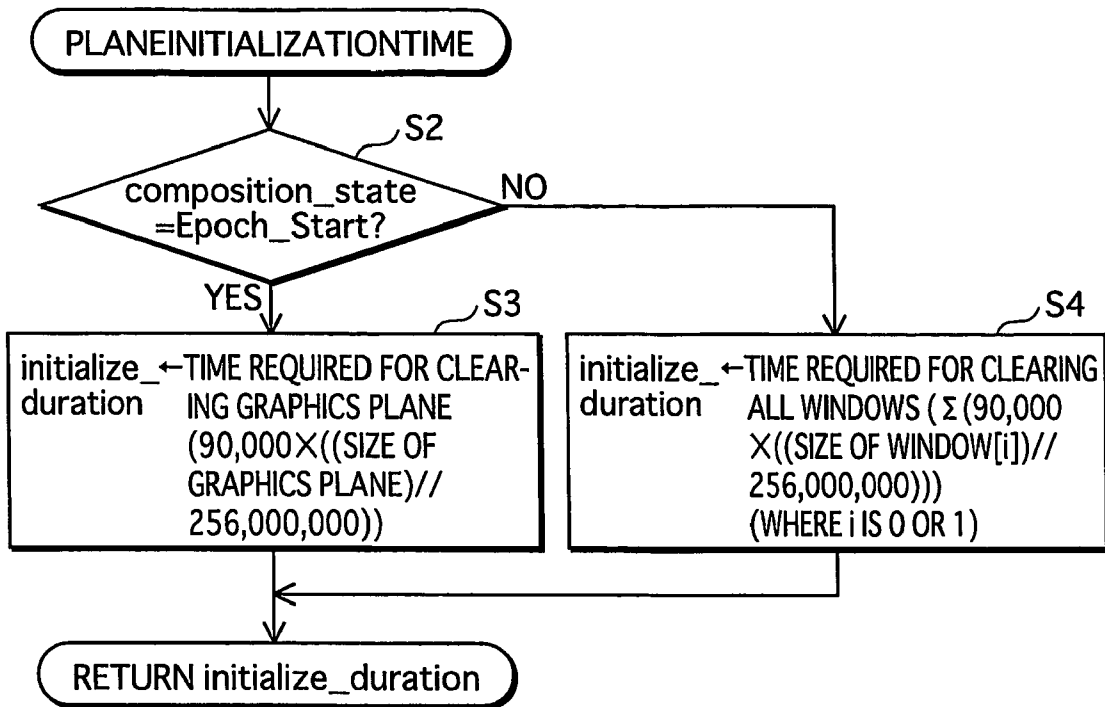 PLANEINITIALIZATIONTIME
S2
composition_state
=Epoch_Start?
NO
YES
S3
initialize_←TIME REQUIRED FOR CLEAR-
duration ING GRAPHICS PLANE
(90,000×((SIZE OF
GRAPHICS PLANE)//
256,000,000))
S4
initialize_←TIME REQUIRED FOR CLEARING
duration ALL WINDOWS (Σ(90,000
×((SIZE OF WINDOW[i])//
256,000,000)))
(WHERE i IS 0 OR 1)
RETURN initialize_duration